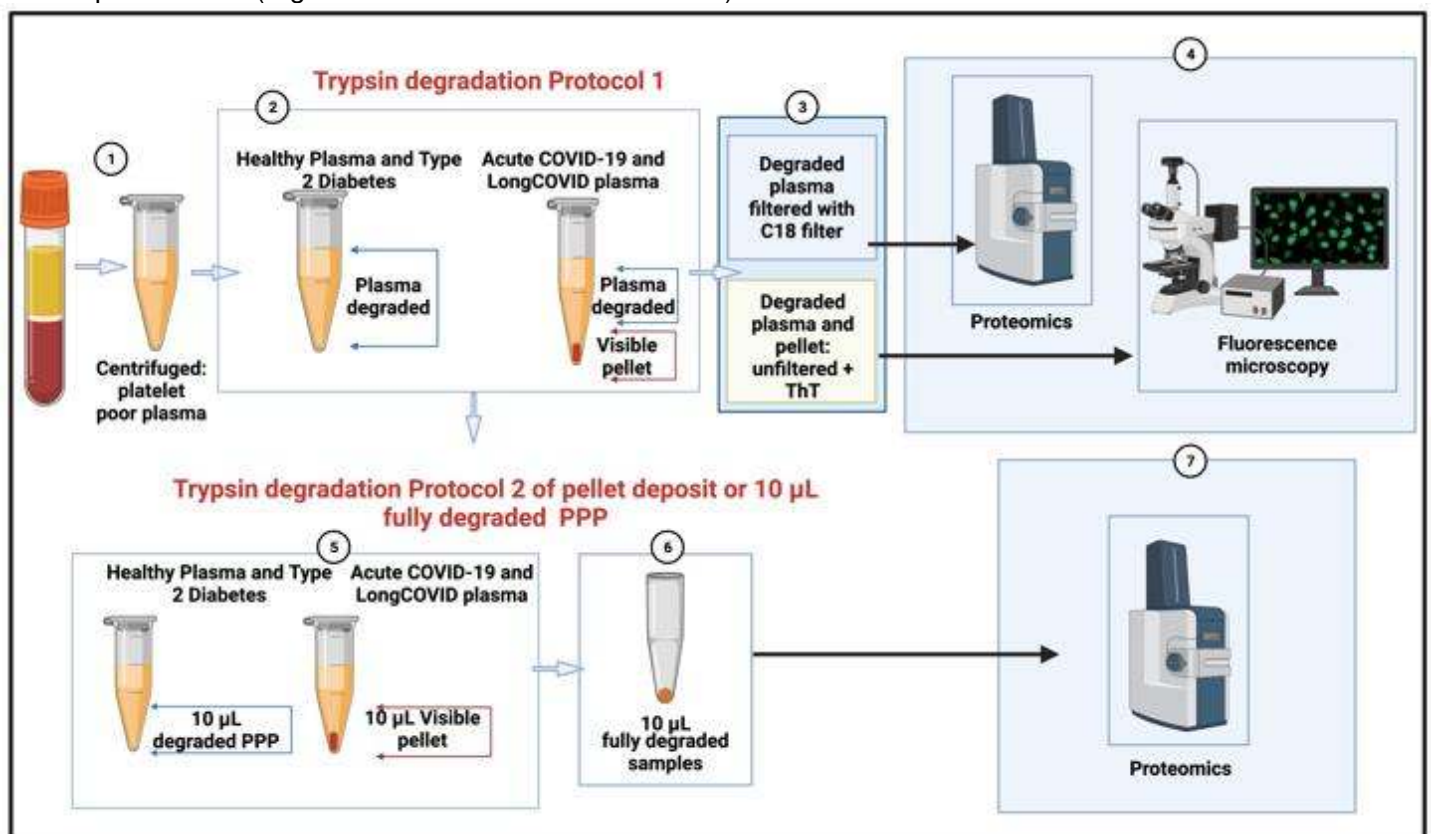 Trypsin degradation Protocol 1
1
Centrifuged:
platelet
poor plasma
2
Healthy Plasma and Type
2 Diabetes
Plasma
degraded
Acute COVID-19 and
LongCOVID plasma
Plasma
degraded
Visible
pellet
3
Degraded
plasma
filtered with
C18 filter
Degraded
plasma and
pellet:
unfiltered +
ThT
4
Proteomics
Fluorescence
microscopy
Trypsin degradation Protocol 2 of pellet deposit or 10 µL
fully degraded PPP
5
Healthy Plasma and Type
2 Diabetes
10 µL
degraded PPP
Acute COVID-19 and
LongCOVID plasma
10 µL Visible
pellet
6
10 µL
fully degraded
samples
7
Proteomics